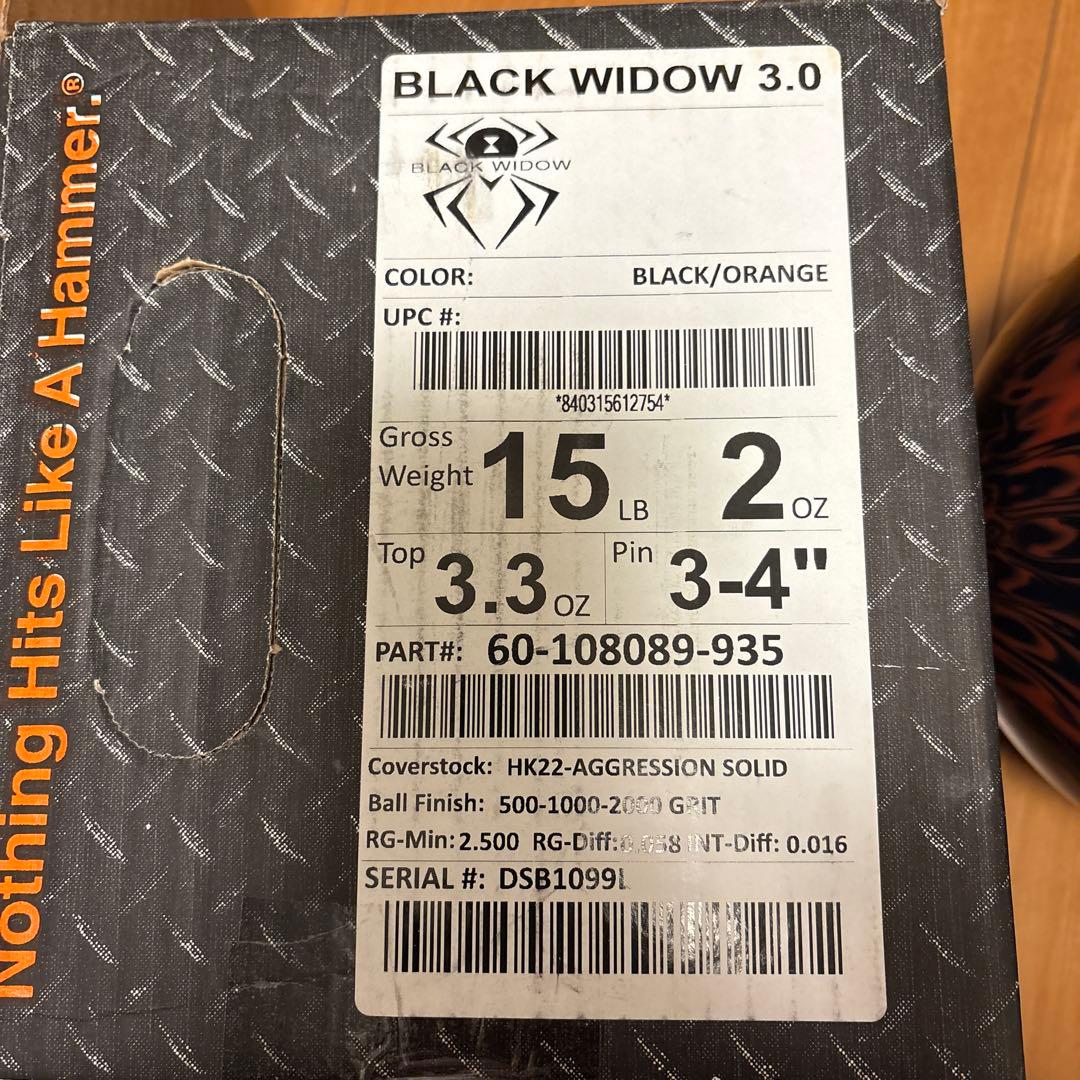 Nothing Hits Like A Hammer.®
BLACK WIDOW 3.0
BLACK WIDOW
COLOR: BLACK/ORANGE
UPC #:
*840315612754*
Gross Weight 15 LB 2 OZ
Top 3.3 OZ Pin 3-4"
PART#: 60-108089-935
Coverstock: HK22-AGGRESSION SOLID
Ball Finish: 500-1000-2000 GRIT
RG-Min: 2.500 RG-Diff: 0.058 INT-Diff: 0.016
SERIAL #: DSB1099L